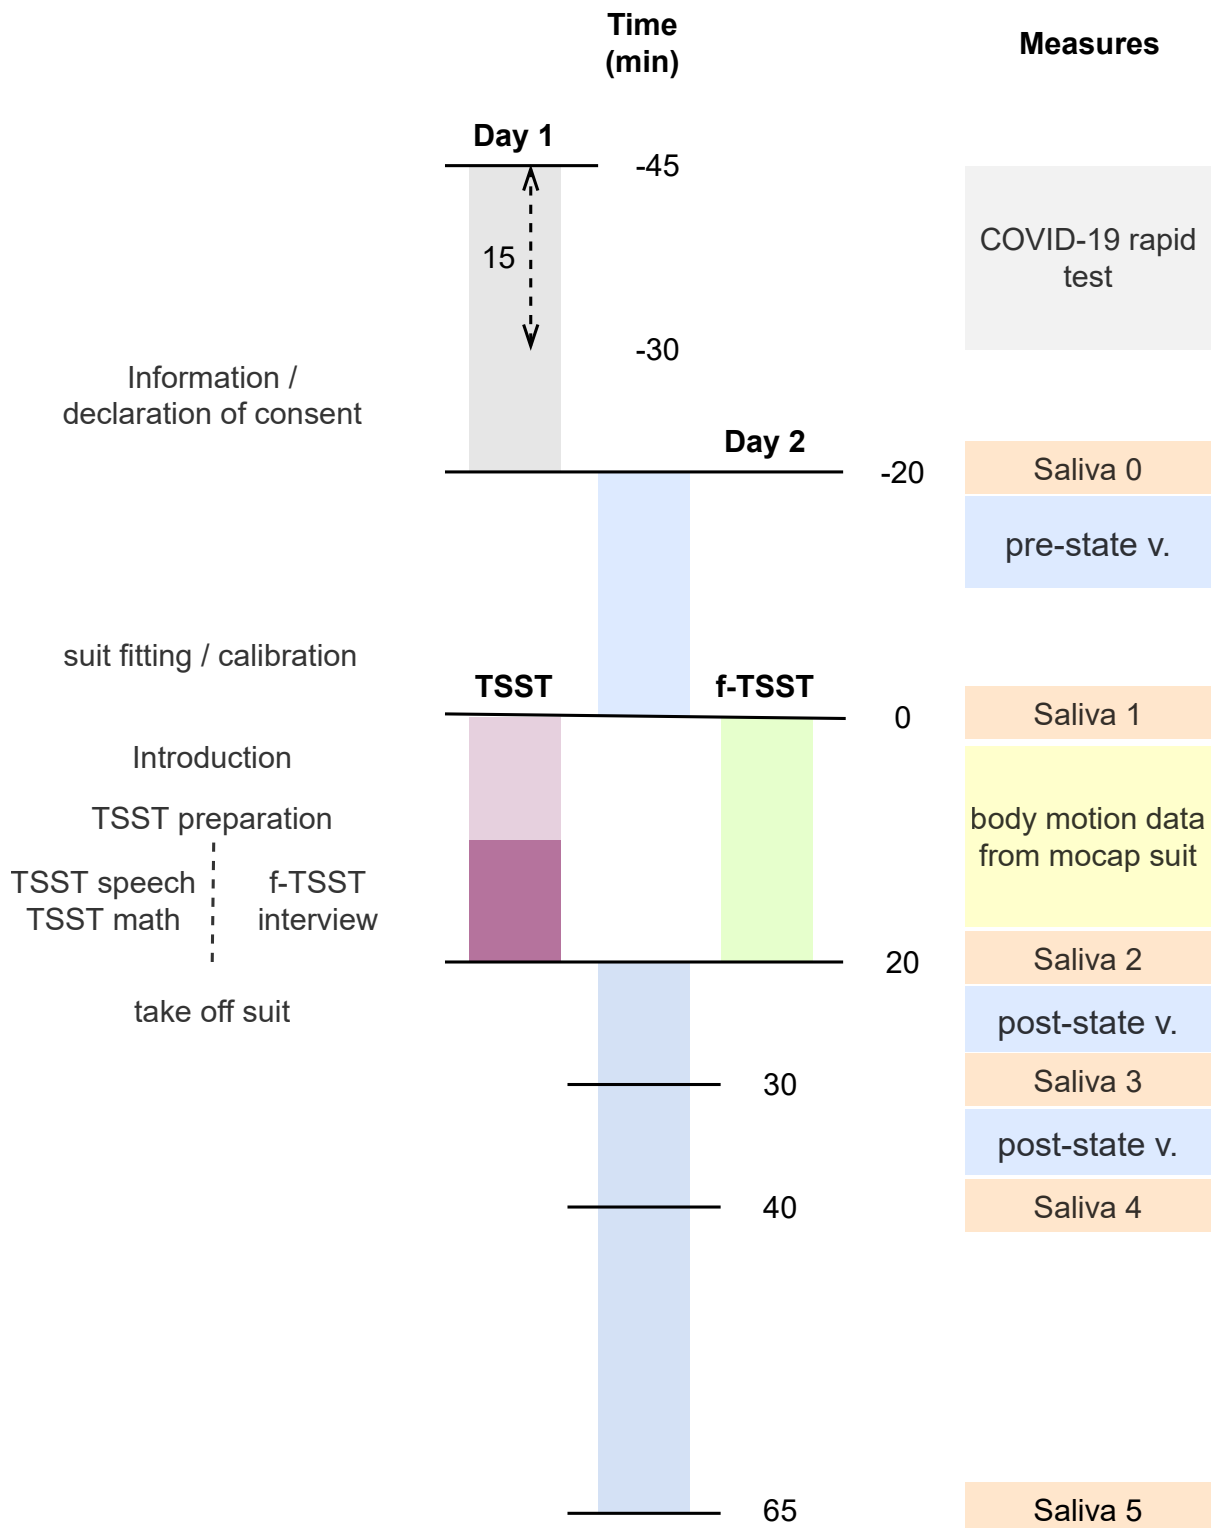 Time
(min)
Measures
Day 1
-45
15
COVID-19 rapid
test
-30
Information /
declaration of consent
Day 2
-20
Saliva 0
pre-state v.
suit fitting / calibration
TSST
f-TSST
0
Saliva 1
Introduction
TSST preparation
body motion data
from mocap suit
TSST speech
TSST math
f-TSST
interview
20
Saliva 2
take off suit
post-state v.
30
Saliva 3
post-state v.
40
Saliva 4
65
Saliva 5